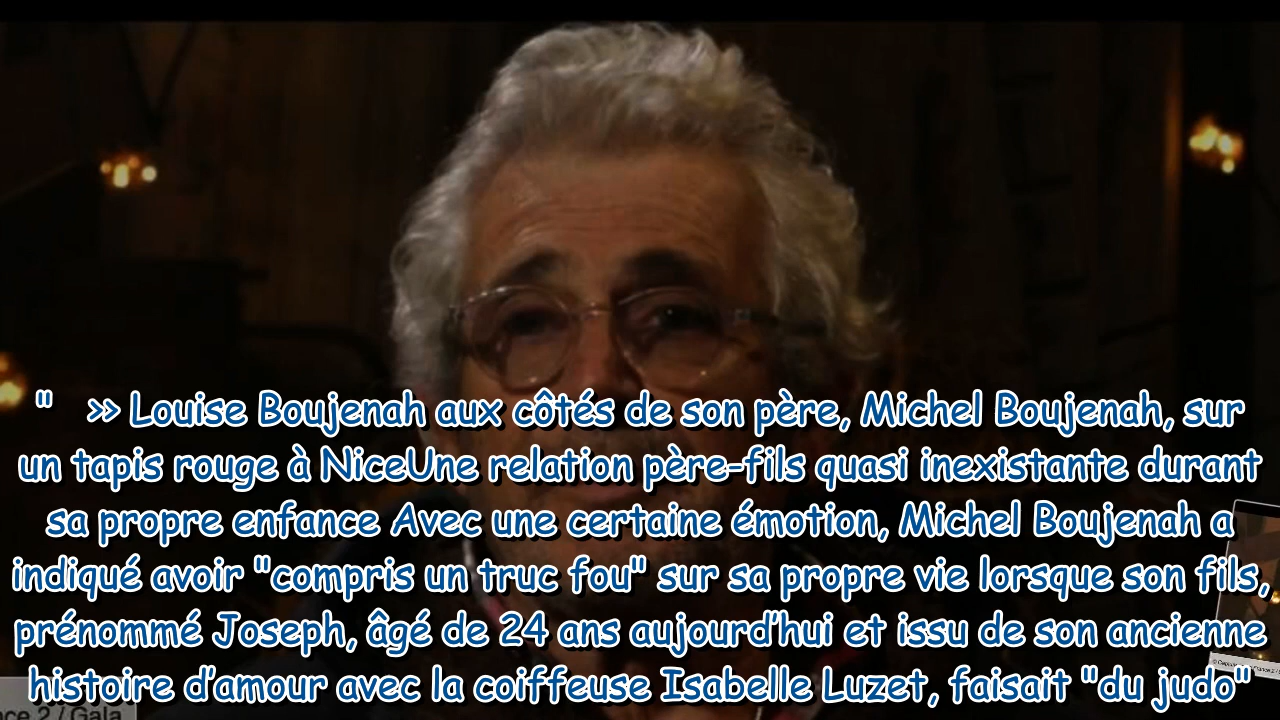 " >> Louise Boujenah aux côtés de son père, Michel Boujenah, sur
un tapis rouge à NiceUne relation père-fils quasi inexistante durant
sa propre enfance Avec une certaine émotion, Michel Boujenah a
indiqué avoir "compris un truc fou" sur sa propre vie lorsque son fils,
prénommé Joseph, âgé de 24 ans aujourd'hui et issu de son ancienne
histoire d'amour avec la coiffeuse Isabelle Luzet, faisait "du judo"
nce 2 / Gala